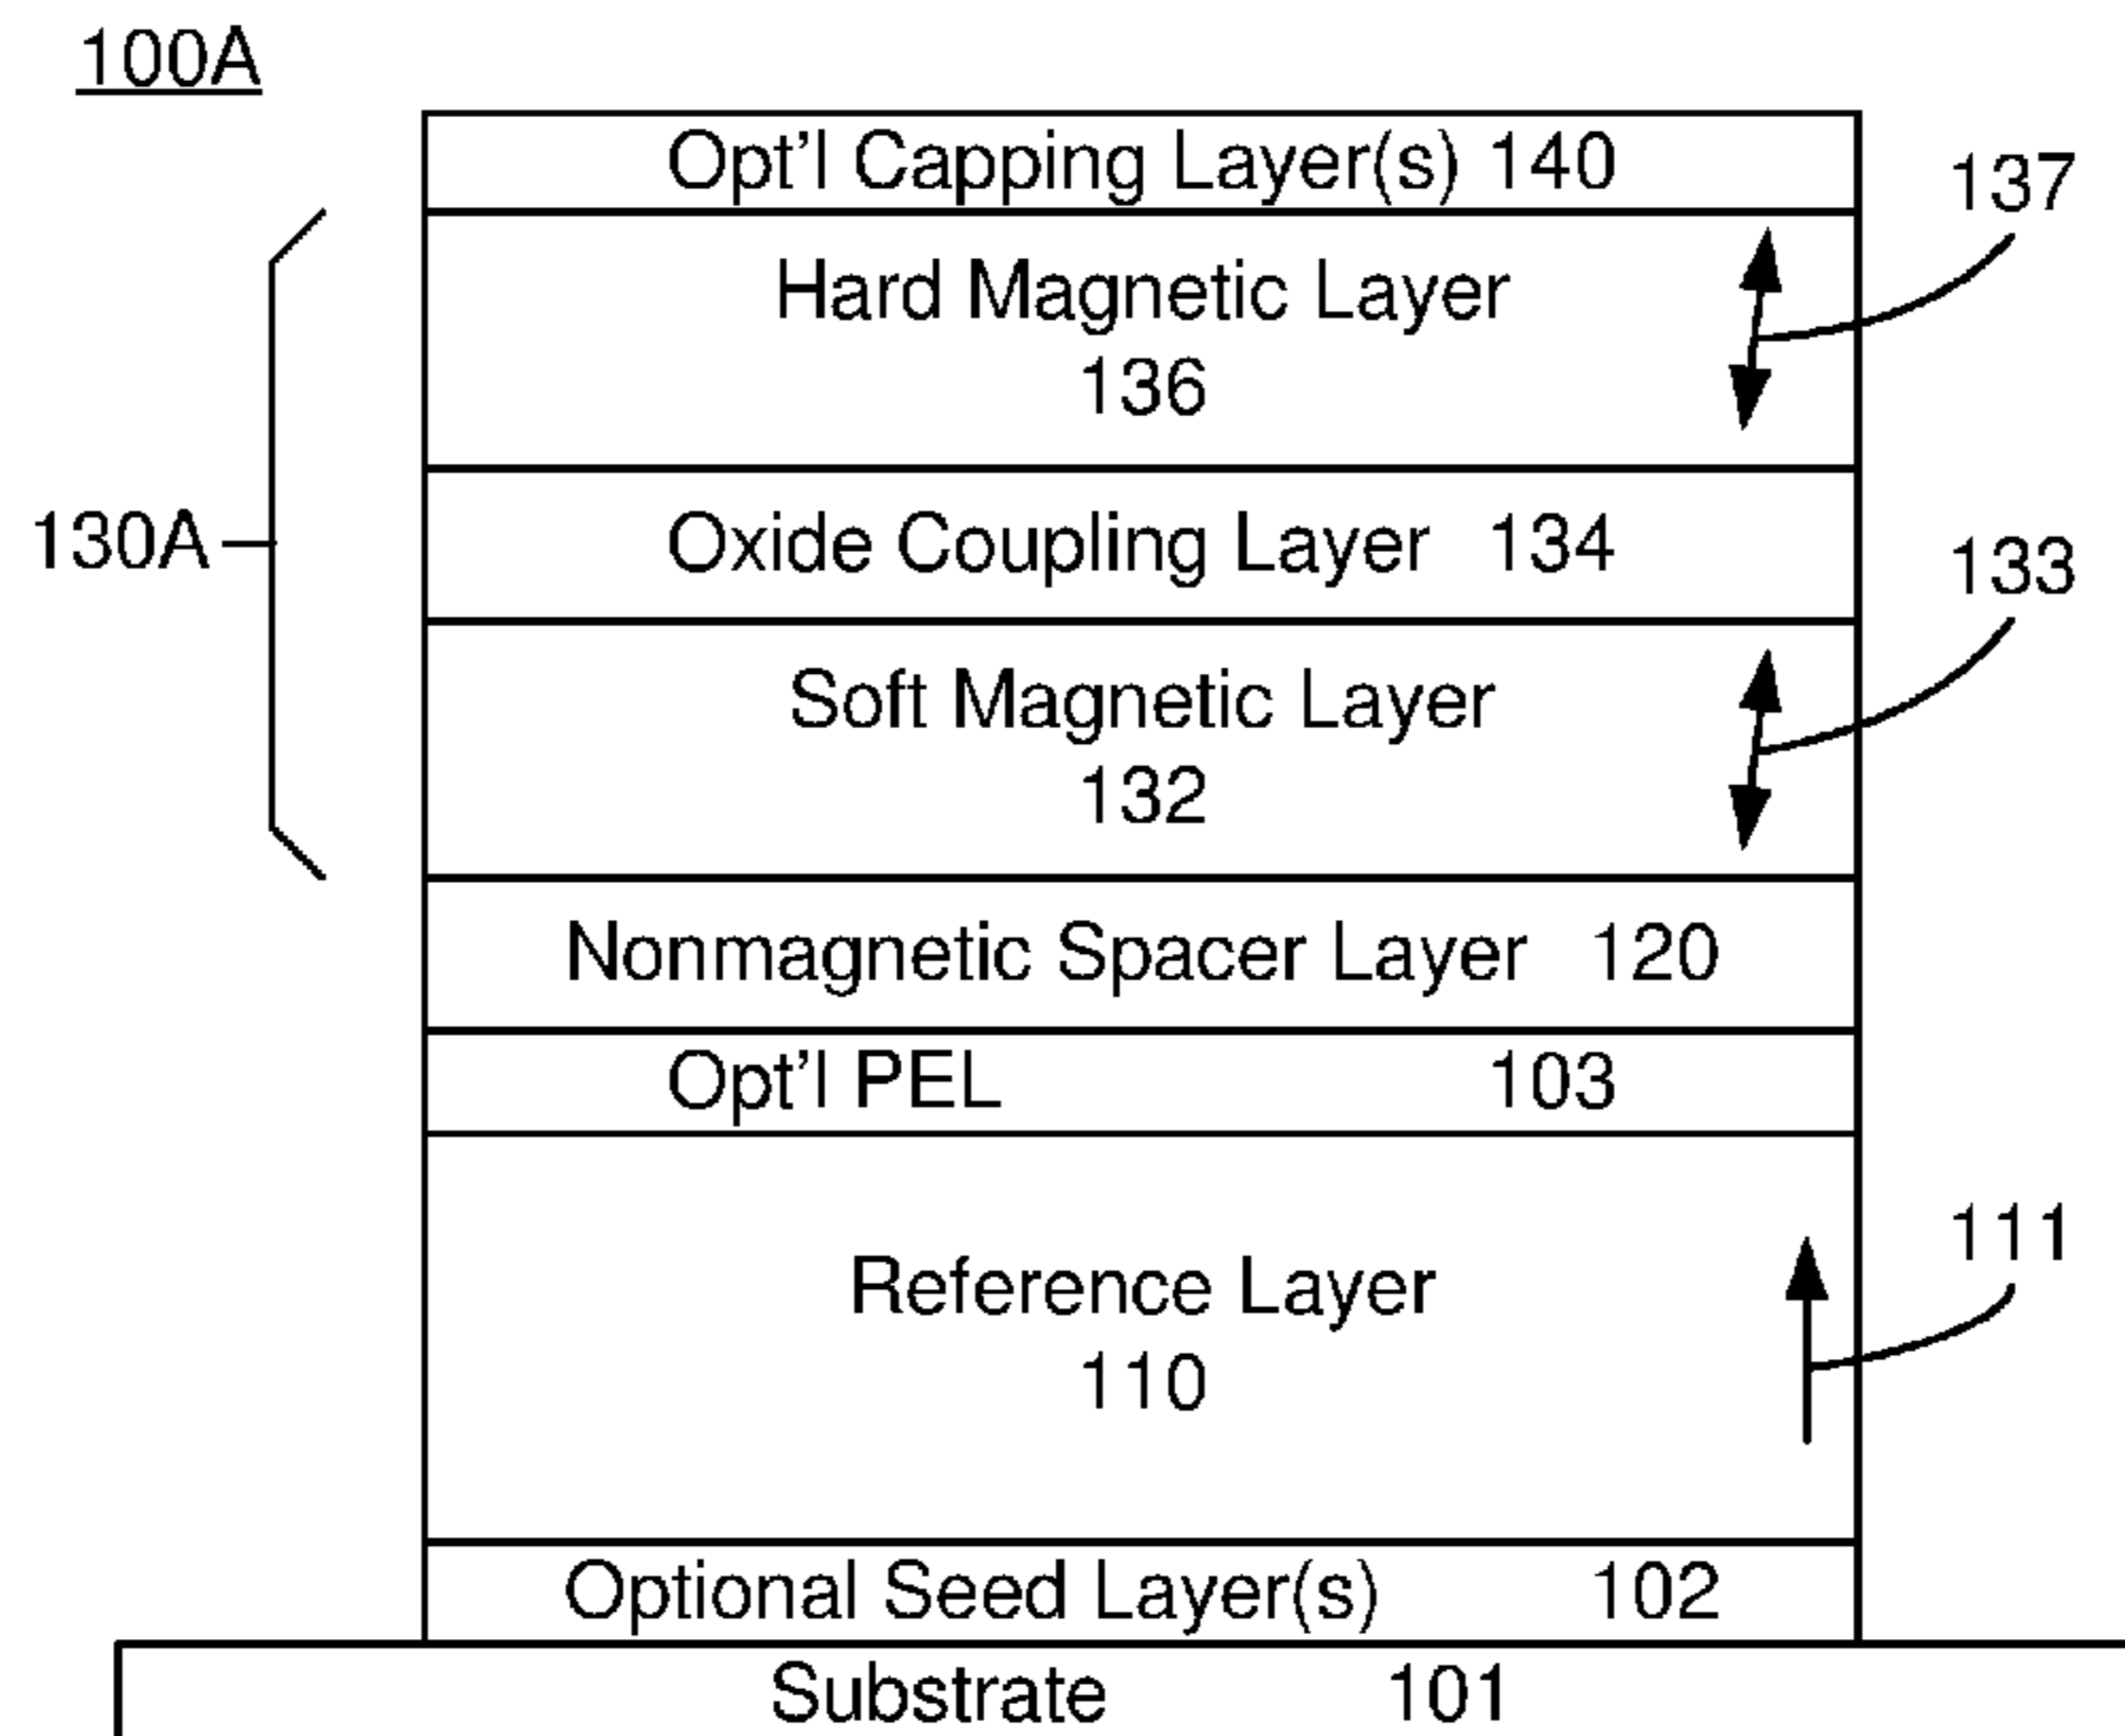 100A
Opt'l Capping Layer(s) 140
137
Hard Magnetic Layer
136
130A
Oxide Coupling Layer 134
133
Soft Magnetic Layer
132
Nonmagnetic Spacer Layer 120
Opt'l PEL 103
111
Reference Layer
110
Optional Seed Layer(s) 102
Substrate 101